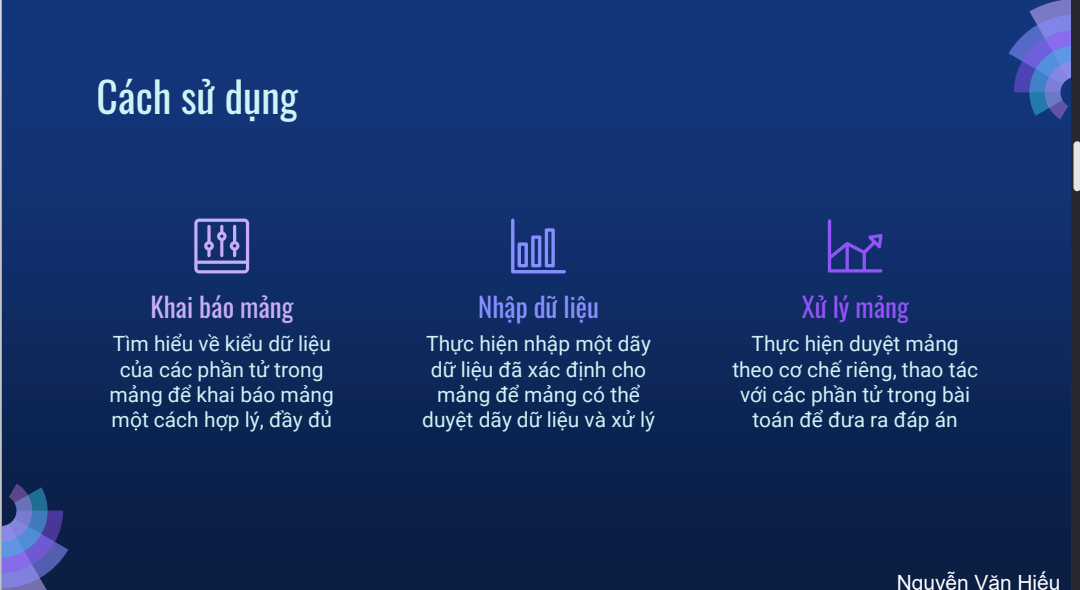 Cách sử dụng
Khai báo mảng
Tìm hiểu về kiểu dữ liệu
của các phần tử trong
mảng để khai báo mảng
một cách hợp lý, đầy đủ
Nhập dữ liệu
Thực hiện nhập một dãy
dữ liệu đã xác định cho
mảng để mảng có thể
duyệt dãy dữ liệu và xử lý
Xử lý mảng
Thực hiện duyệt mảng
theo cơ chế riêng, thao tác
với các phần tử trong bài
toán để đưa ra đáp án
Nguyễn Văn Hiếu